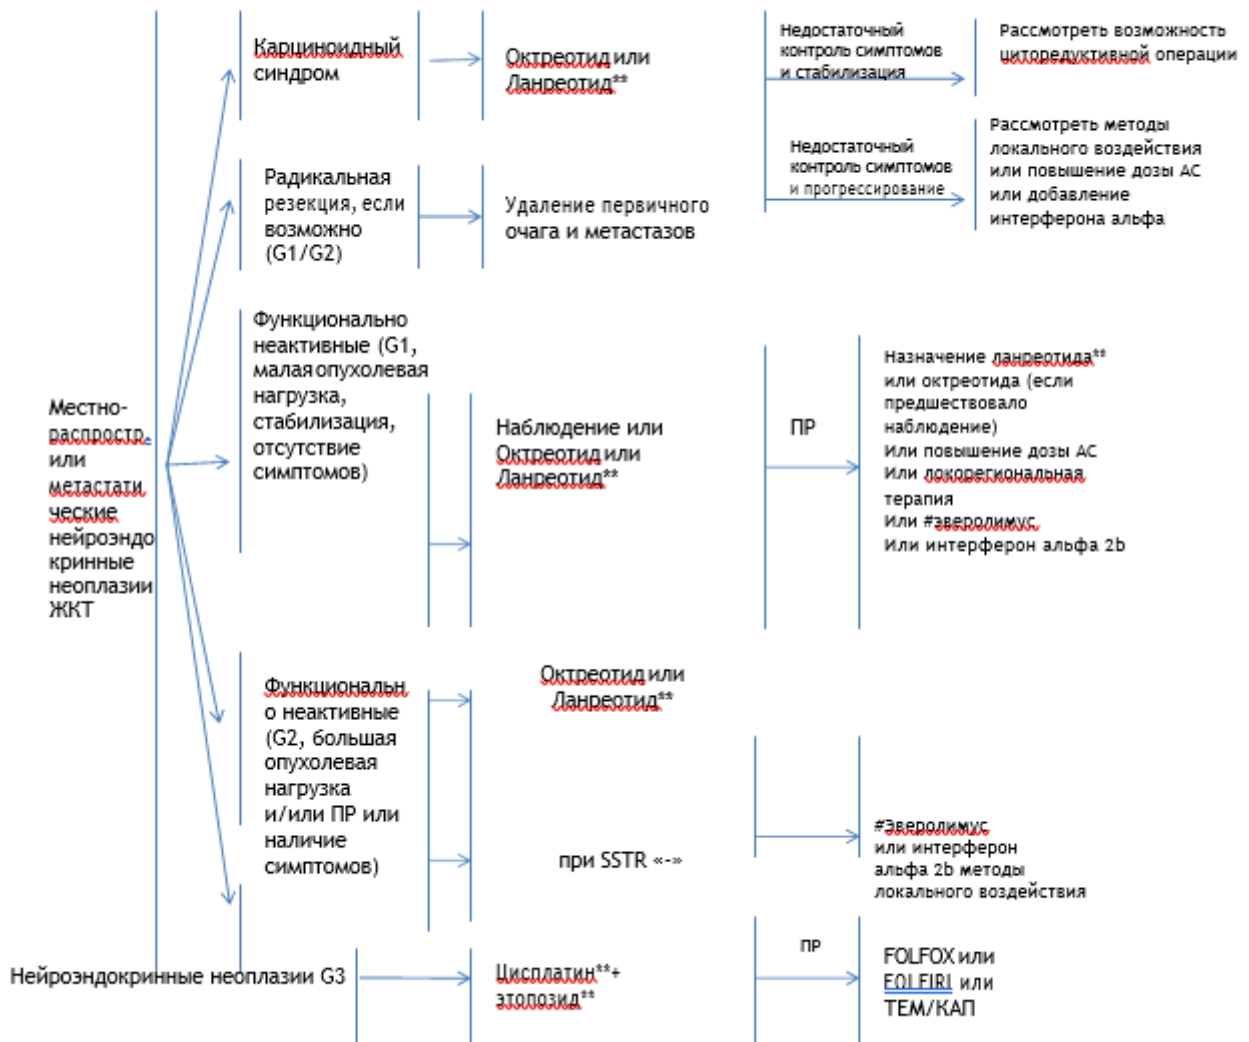 Карциноидный
синдром
Октреотид или
Ланреотид**
Недостаточный
контроль симптомов
и стабилизация
Рассмотреть возможность
циторедуктивной операции
Недостаточный
контроль симптомов
и прогрессирование
Рассмотреть методы
локального воздействия
или повышение дозы АС
или добавление
интерферона альфа
Радикальная
резекция, если
возможно
(G1/G2)
Удаление первичного
очага и метастазов
Местно-
распростр.
или
метастати
ческие
нейроэндо
кринные
неоплазии
ЖКТ
Функционально
неактивные (G1,
малая опухолевая
нагрузка,
стабилизация,
отсутствие
симптомов)
Наблюдение или
Октреотид или
Ланреотид**
ПР
Назначение ланреотида**
или октреотида (если
предшествовало
наблюдение)
Или повышение дозы АС
Или локорегиональная
терапия
Или #эверолимус
Или интерферон альфа 2b
Функциональн
о неактивные
(G2, большая
опухолевая
нагрузка
и/или ПР или
наличие
симптомов)
Октреотид или
Ланреотид**
при SSTR «-»
#Эверолимус
или интерферон
альфа 2b методы
локального воздействия
Нейроэндокринные неоплазии G3
Цисплатин**+
этопозид**
ПР
FOLFOX или
FOLFIRI или
ТЕМ/КАП